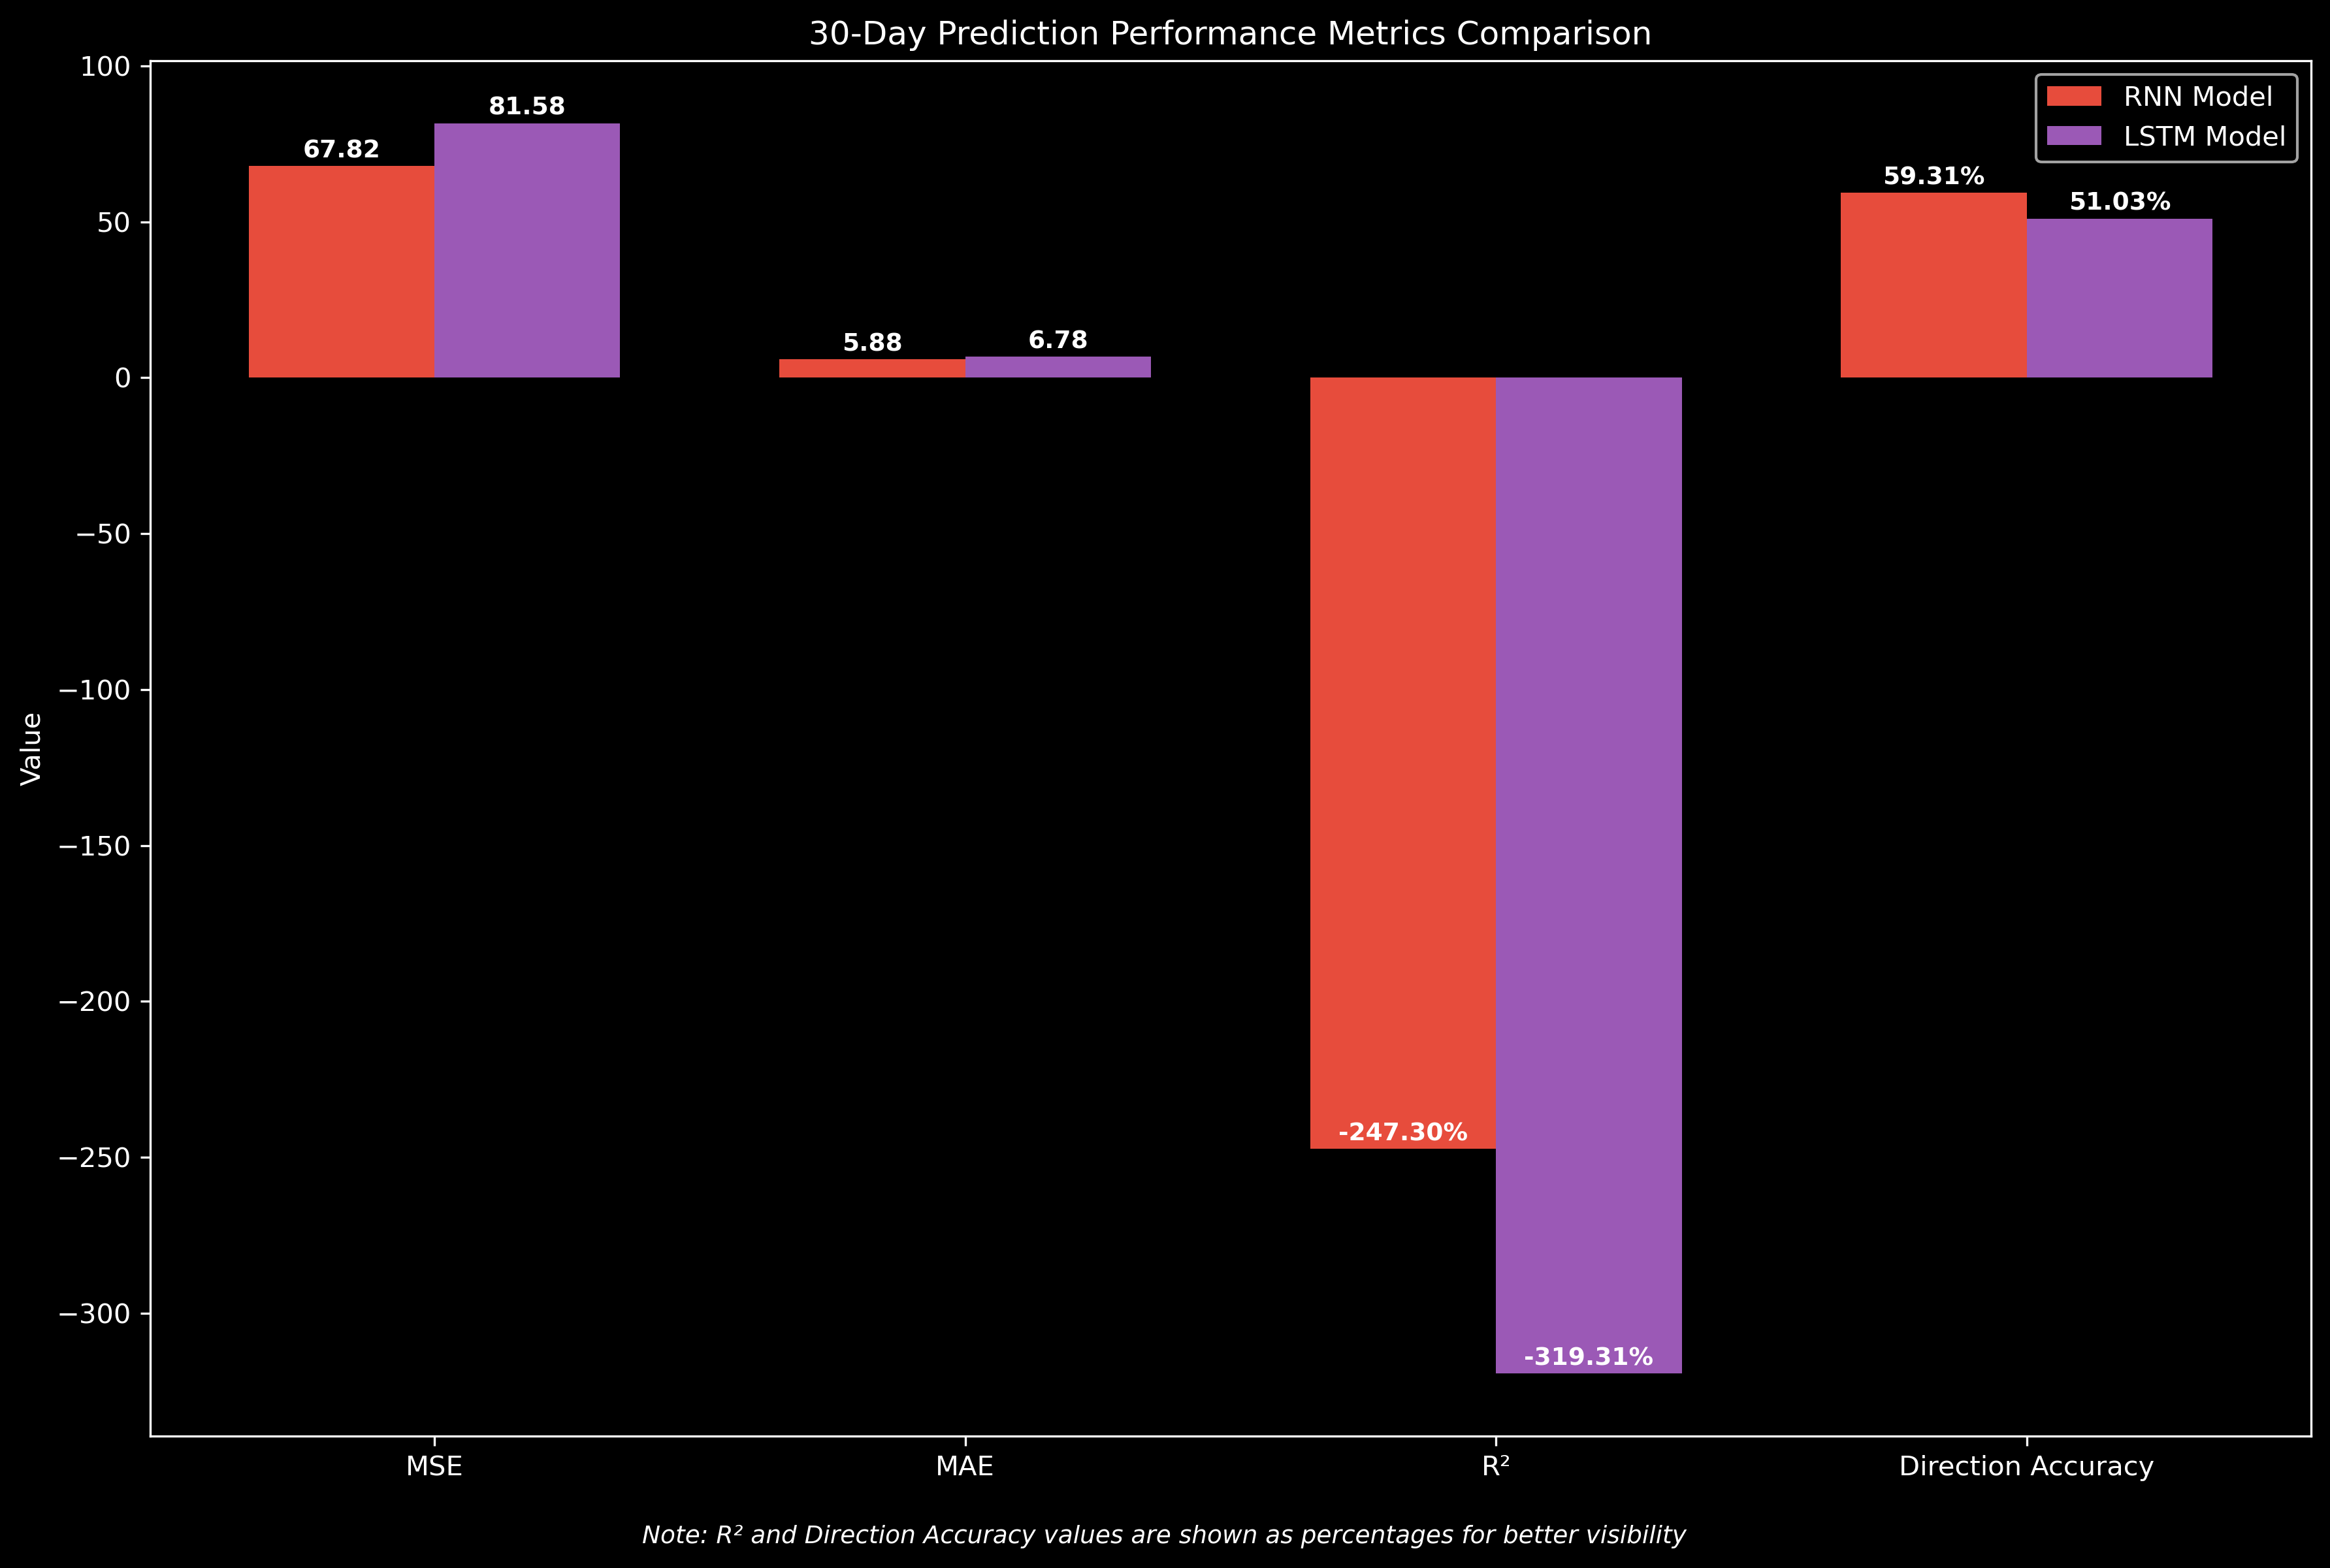 30-Day Prediction Performance Metrics Comparison
RNN Model
LSTM Model
100
50
0
−50
−100
−150
−200
−250
−300
Value
67.82
81.58
5.88
6.78
-247.30%
-319.31%
59.31%
51.03%
MSE
MAE
R²
Direction Accuracy
Note: R² and Direction Accuracy values are shown as percentages for better visibility